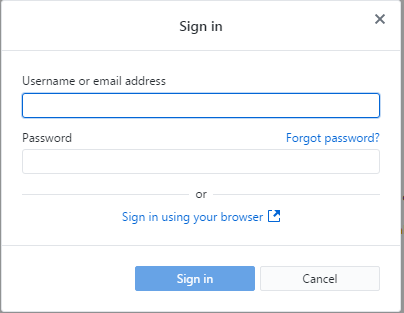 Sign in
Username or email address
Password Forgot password?
or
Sign in using your browser
Sign in Cancel